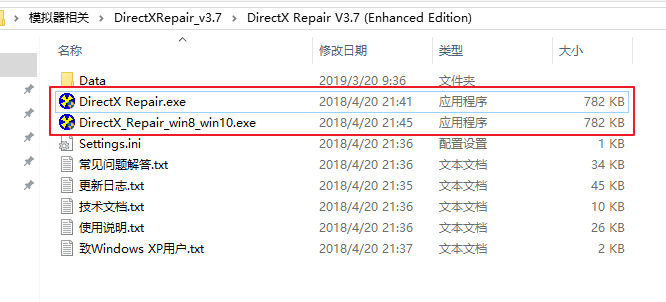 模拟器相关 > DirectXRepair_v3.7 > DirectX Repair V3.7 (Enhanced Edition)
名称 修改日期 类型 大小
Data 2019/3/20 9:36 文件夹
DirectX Repair.exe 2018/4/20 21:41 应用程序 782 KB
DirectX_Repair_win8_win10.exe 2018/4/20 21:45 应用程序 782 KB
Settings.ini 2018/4/20 21:36 配置设置 1 KB
常见问题解答.txt 2018/4/20 21:36 文本文档 34 KB
更新日志.txt 2018/4/20 21:35 文本文档 45 KB
技术文档.txt 2018/4/20 21:36 文本文档 10 KB
使用说明.txt 2018/4/20 21:36 文本文档 26 KB
致Windows XP用户.txt 2018/4/20 21:37 文本文档 2 KB